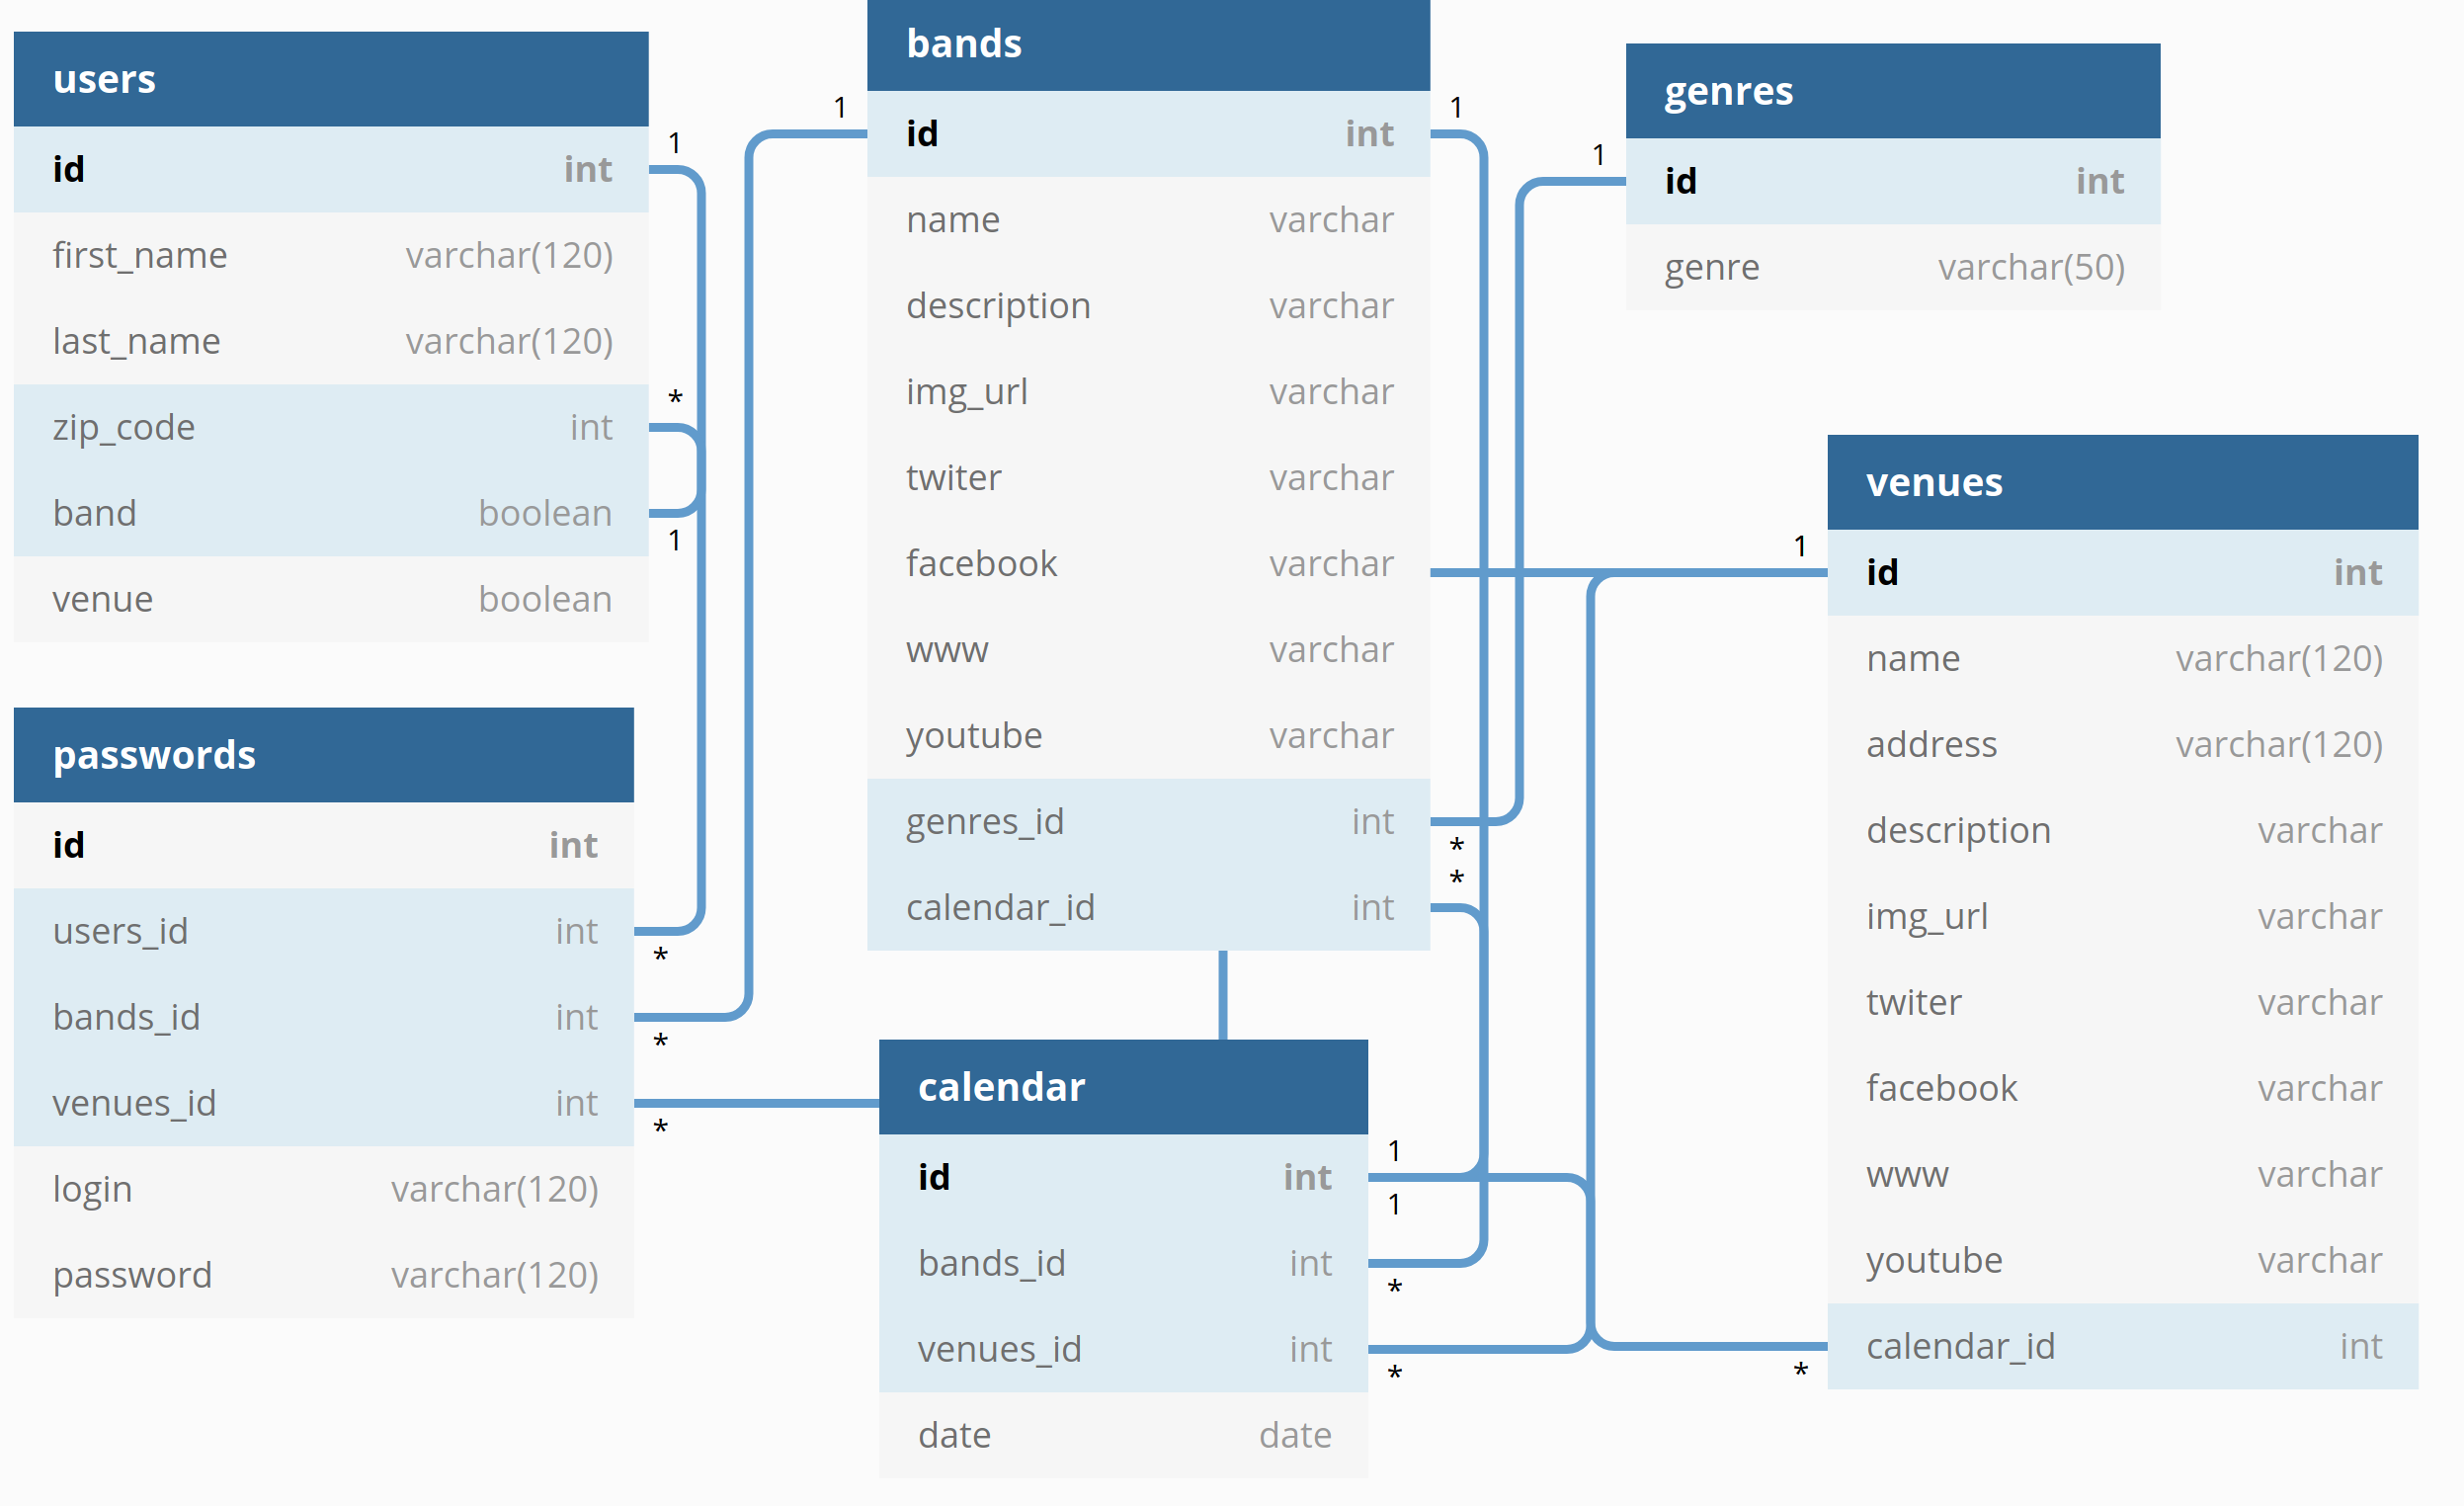 users
id int
first_name varchar(120)
last_name varchar(120)
zip_code int
band boolean
venue boolean
1
*
1
passwords
id int
users_id int
bands_id int
venues_id int
login varchar(120)
password varchar(120)
*
*
*
bands
id int
name varchar
description varchar
img_url varchar
twiter varchar
facebook varchar
www varchar
youtube varchar
genres_id int
calendar_id int
1
1
*
*
calendar
id int
bands_id int
venues_id int
date date
1
1
*
*
genres
id int
genre varchar(50)
1
venues
id int
name varchar(120)
address varchar(120)
description varchar
img_url varchar
twiter varchar
facebook varchar
www varchar
youtube varchar
calendar_id int
1
*